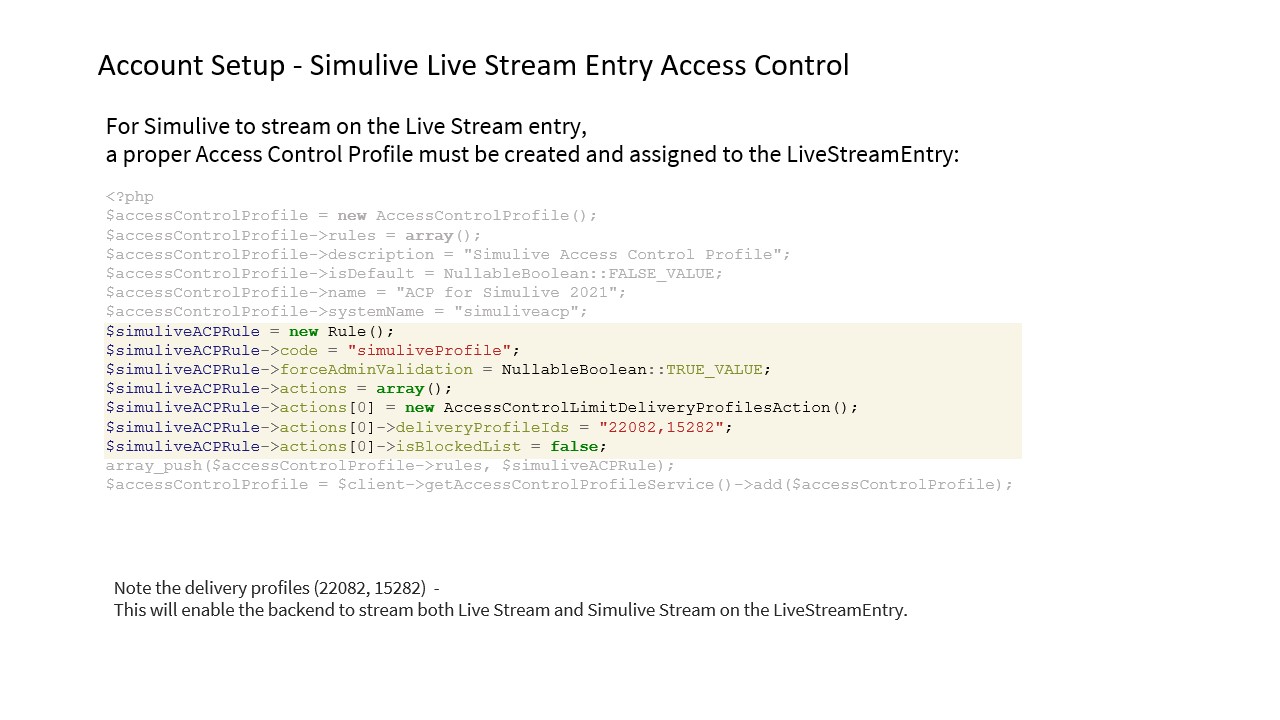 Account Setup - Simulive Live Stream Entry Access Control
For Simulive to stream on the Live Stream entry,
a proper Access Control Profile must be created and assigned to the LiveStreamEntry:
<?php
$accessControlProfile = new AccessControlProfile();
$accessControlProfile->rules = array();
$accessControlProfile->description = "Simulive Access Control Profile";
$accessControlProfile->isDefault = NullableBoolean::FALSE_VALUE;
$accessControlProfile->name = "ACP for Simulive 2021";
$accessControlProfile->systemName = "simuliveacp";
$simuliveACPRule = new Rule();
$simuliveACPRule->code = "simuliveProfile";
$simuliveACPRule->forceAdminValidation = NullableBoolean::TRUE_VALUE;
$simuliveACPRule->actions = array();
$simuliveACPRule->actions[0] = new AccessControlLimitDeliveryProfilesAction();
$simuliveACPRule->actions[0]->deliveryProfileIds = "22082,15282";
$simuliveACPRule->actions[0]->isBlockedList = false;
array_push($accessControlProfile->rules, $simuliveACPRule);
$accessControlProfile = $client->getAccessControlProfileService()->add($accessControlProfile);
Note the delivery profiles (22082, 15282)  -
This will enable the backend to stream both Live Stream and Simulive Stream on the LiveStreamEntry.